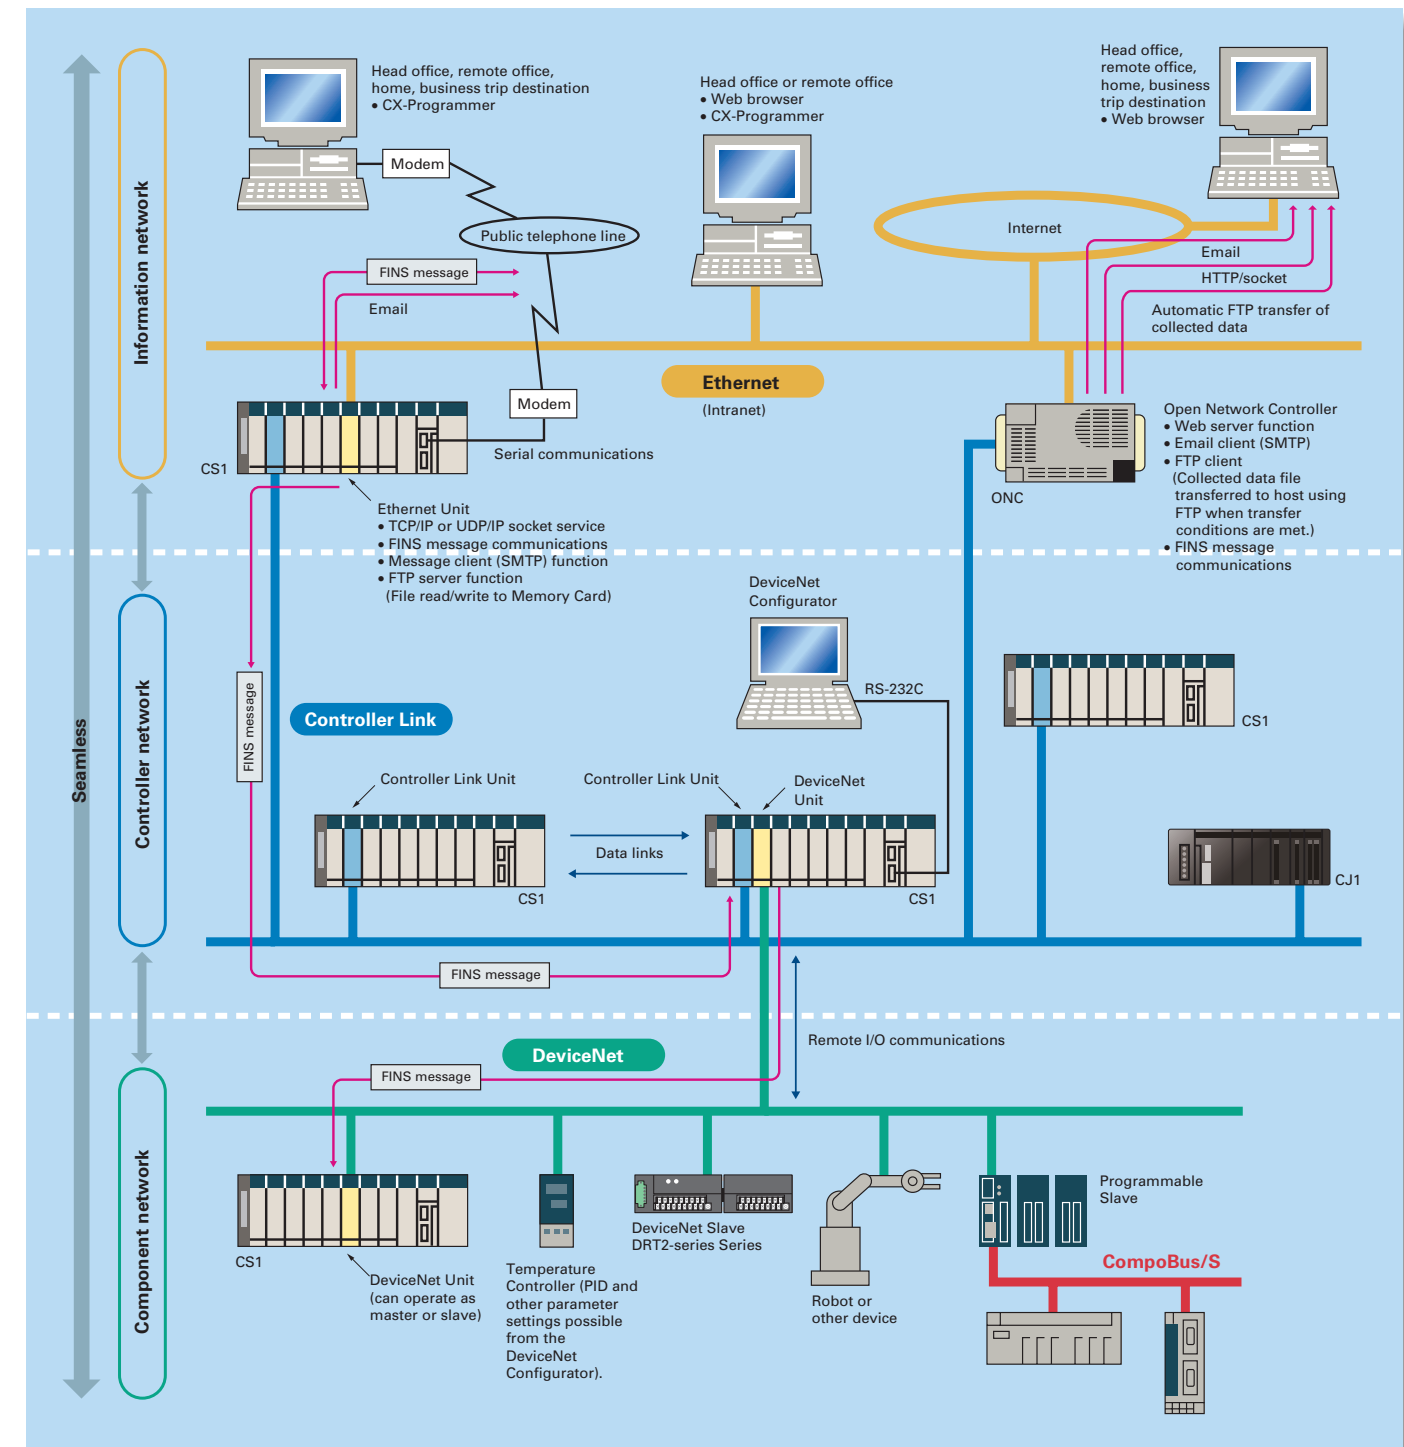 Head office, remote office,
home, business trip destination
• CX-Programmer
Modem
Public telephone line
FINS message
Email
Head office or remote office
• Web browser
• CX-Programmer
Head office,
remote office,
home, business
trip destination
• Web browser
Internet
Email
HTTP/socket
Automatic FTP transfer of
collected data
Information network
Ethernet
(Intranet)
Modem
Serial communications
CS1
Ethernet Unit
• TCP/IP or UDP/IP socket service
• FINS message communications
• Message client (SMTP) function
• FTP server function
(File read/write to Memory Card)
ONC
Open Network Controller
• Web server function
• Email client (SMTP)
• FTP client
(Collected data file
transferred to host using
FTP when transfer
conditions are met.)
• FINS message
communications
Seamless
Controller network
FINS message
Controller Link
DeviceNet
Configurator
RS-232C
CS1
Controller Link Unit
Controller Link Unit
DeviceNet
Unit
Data links
CS1
CS1
CJ1
FINS message
Remote I/O communications
DeviceNet
FINS message
Component network
CS1
DeviceNet Unit
(can operate as
master or slave)
Temperature
Controller (PID and
other parameter
settings possible
from the
DeviceNet
Configurator).
DeviceNet Slave
DRT2-series Series
Robot or
other device
Programmable
Slave
CompoBus/S